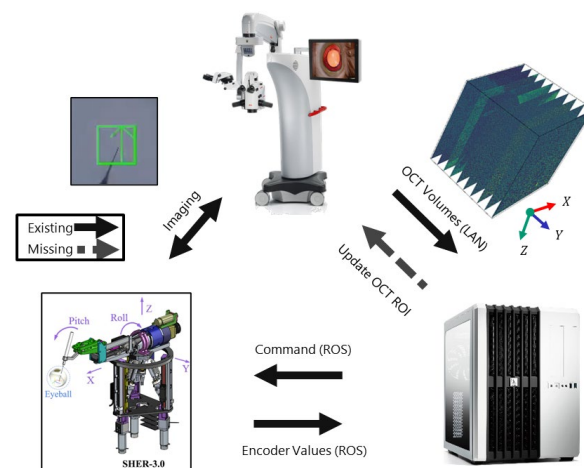 Imaging
OCT Volumes (LAN)
X
Y
Z
Existing
Missing
Update OCT ROI
Z
Pitch
Roll
X
Y
Eyeball
SHER-3.0
Command (ROS)
Encoder Values (ROS)